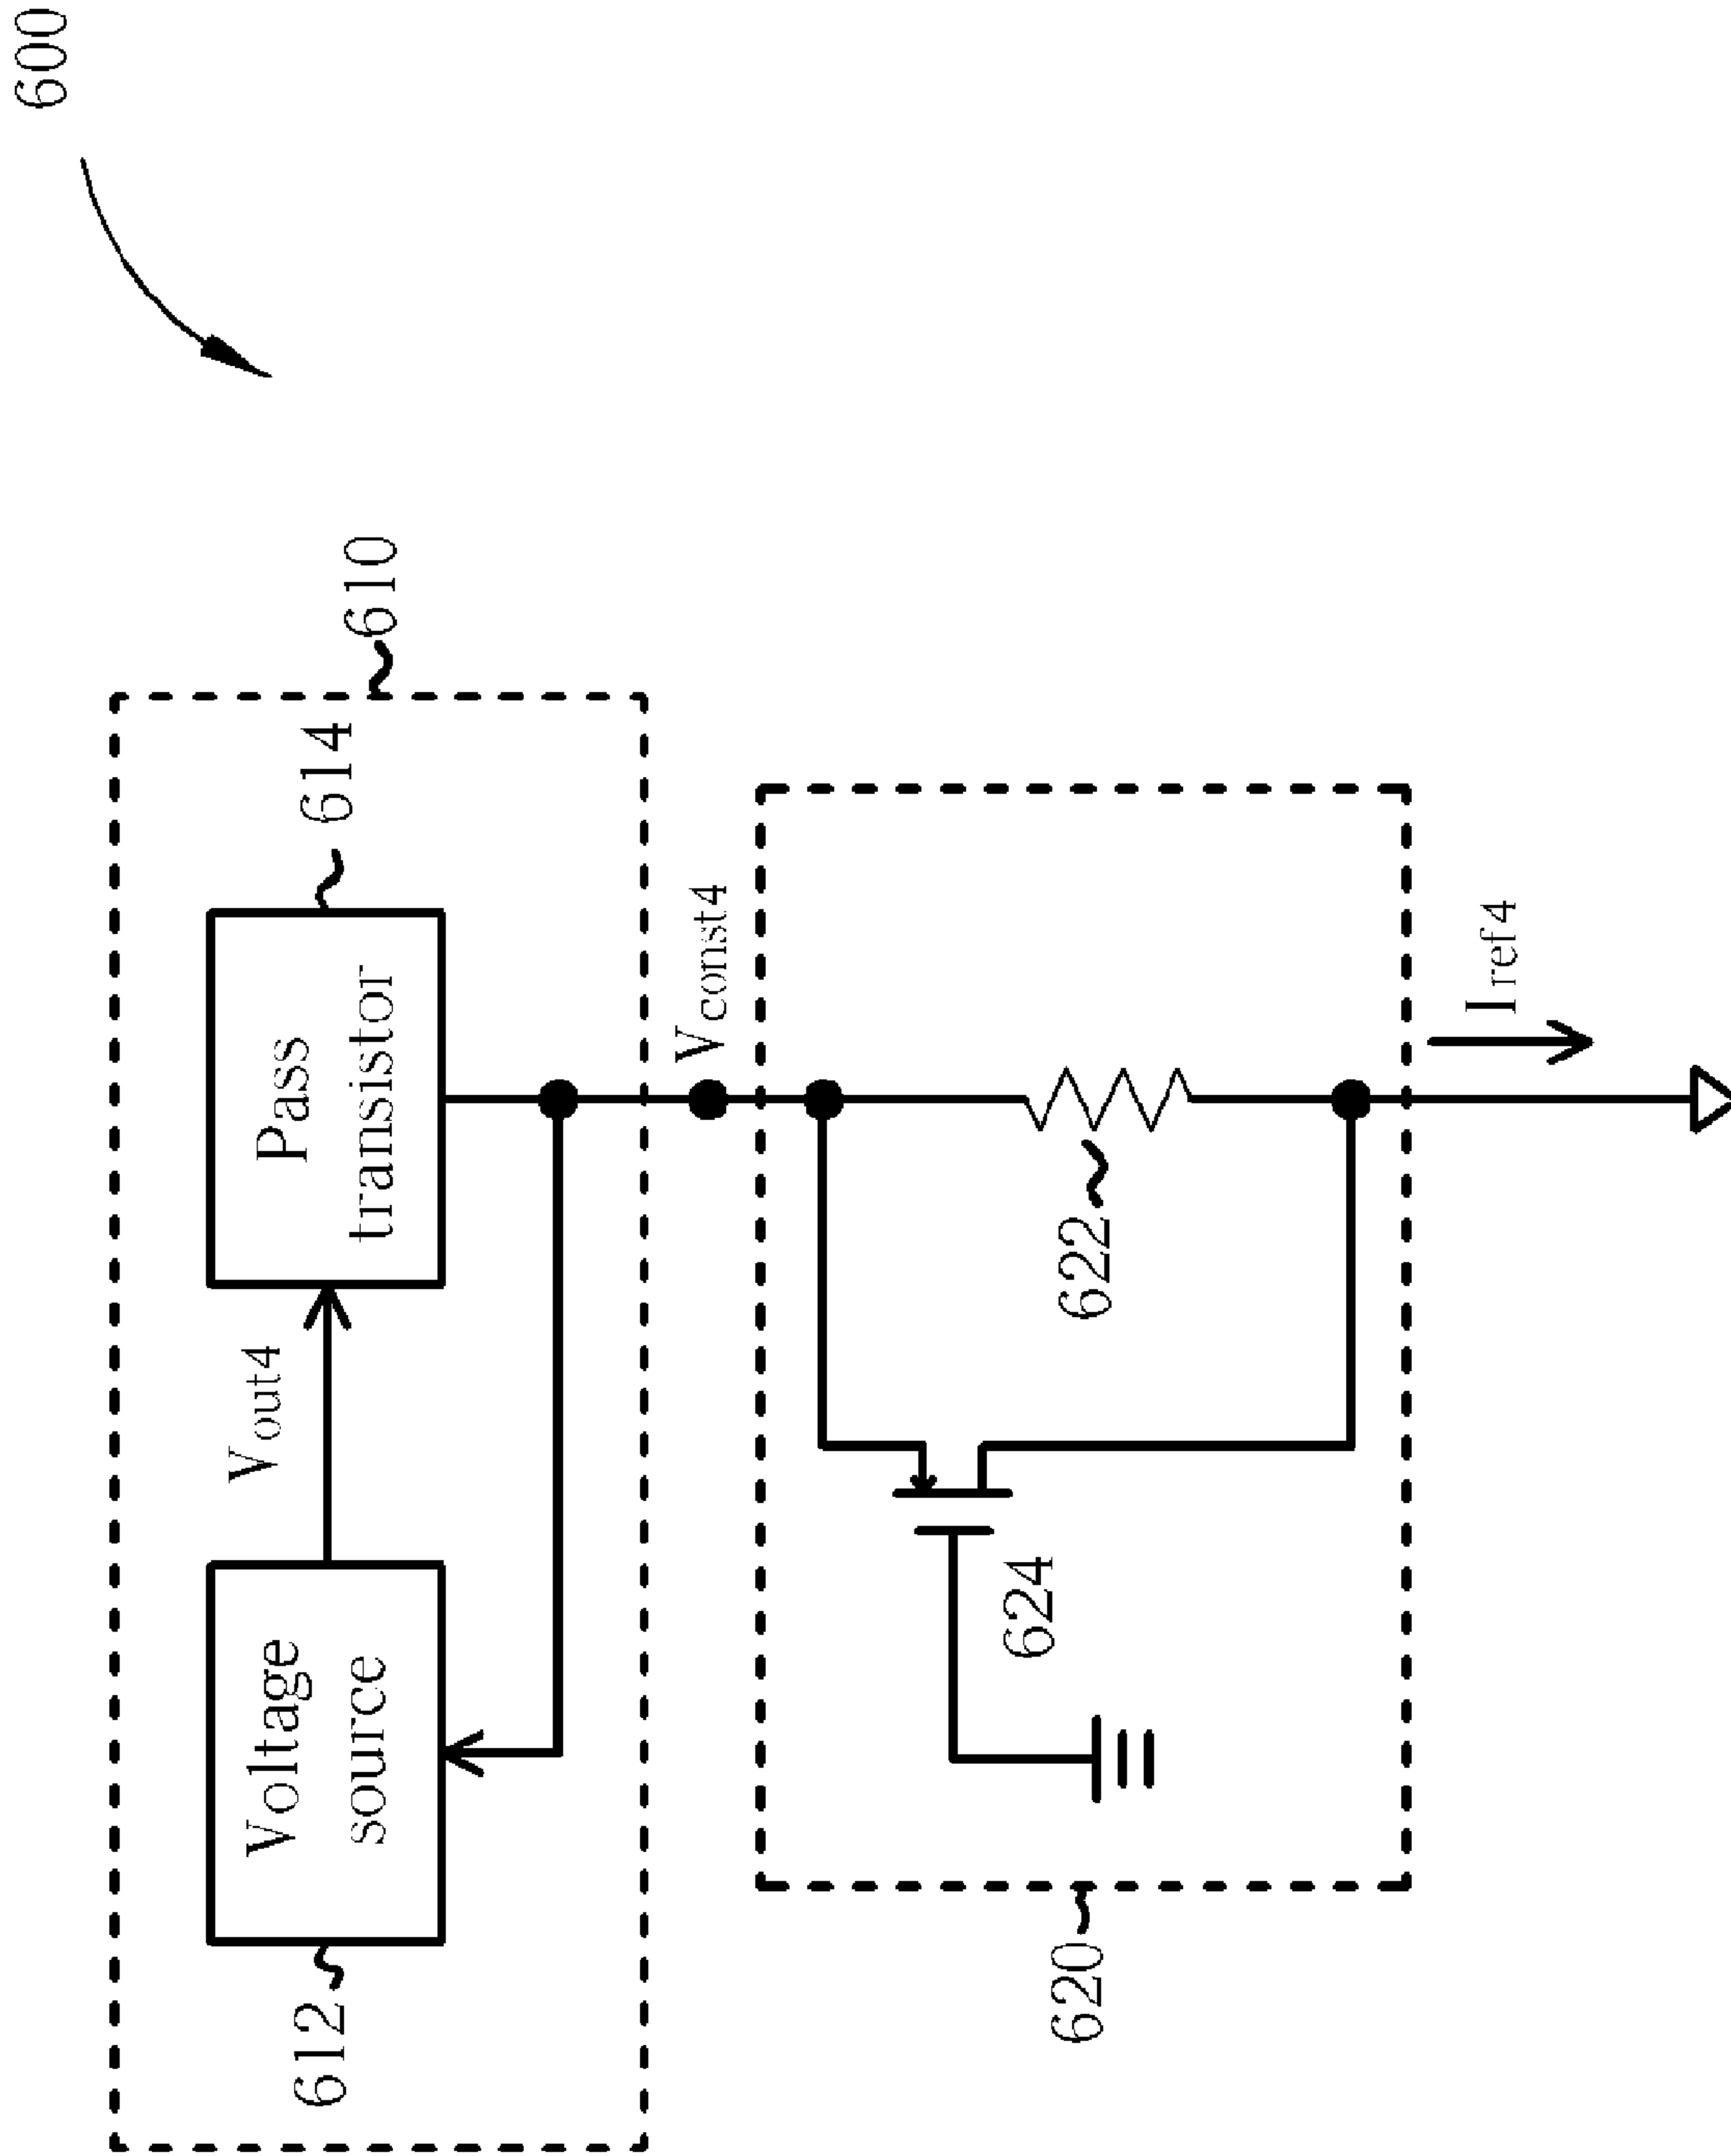 600
610
614
Pass
transistor
Vout4
Voltage
source
612
Vconst4
622
624
620
Iref4